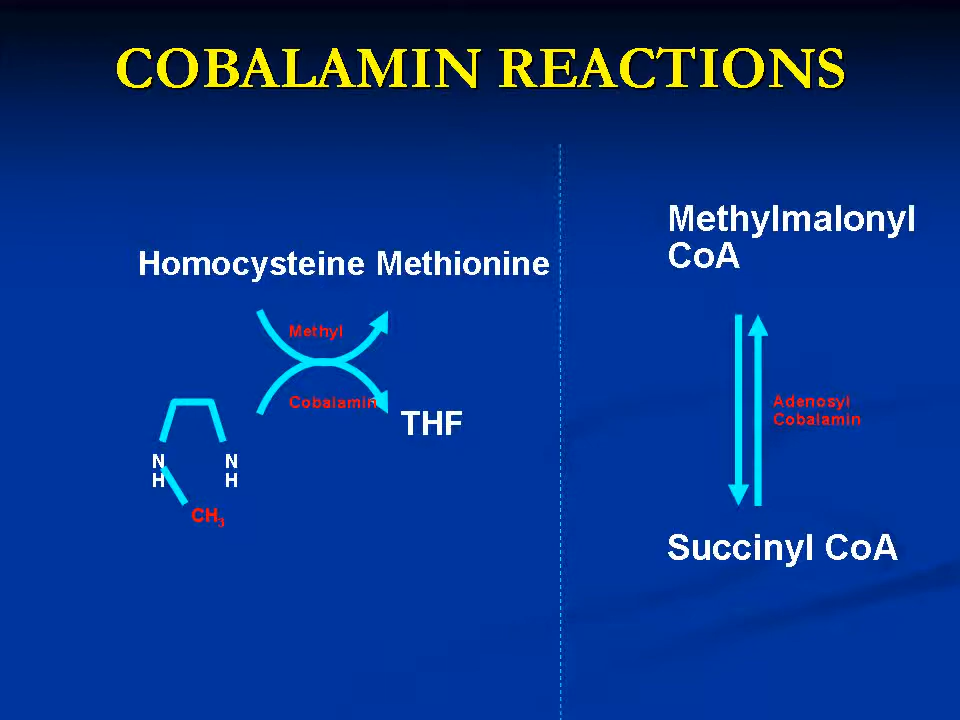 COBALAMIN REACTIONS
Homocysteine Methionine
Methyl
Cobalamin
THF
N
H
N
H
CH₃
Methylmalonyl
CoA
Adenosyl
Cobalamin
Succinyl CoA